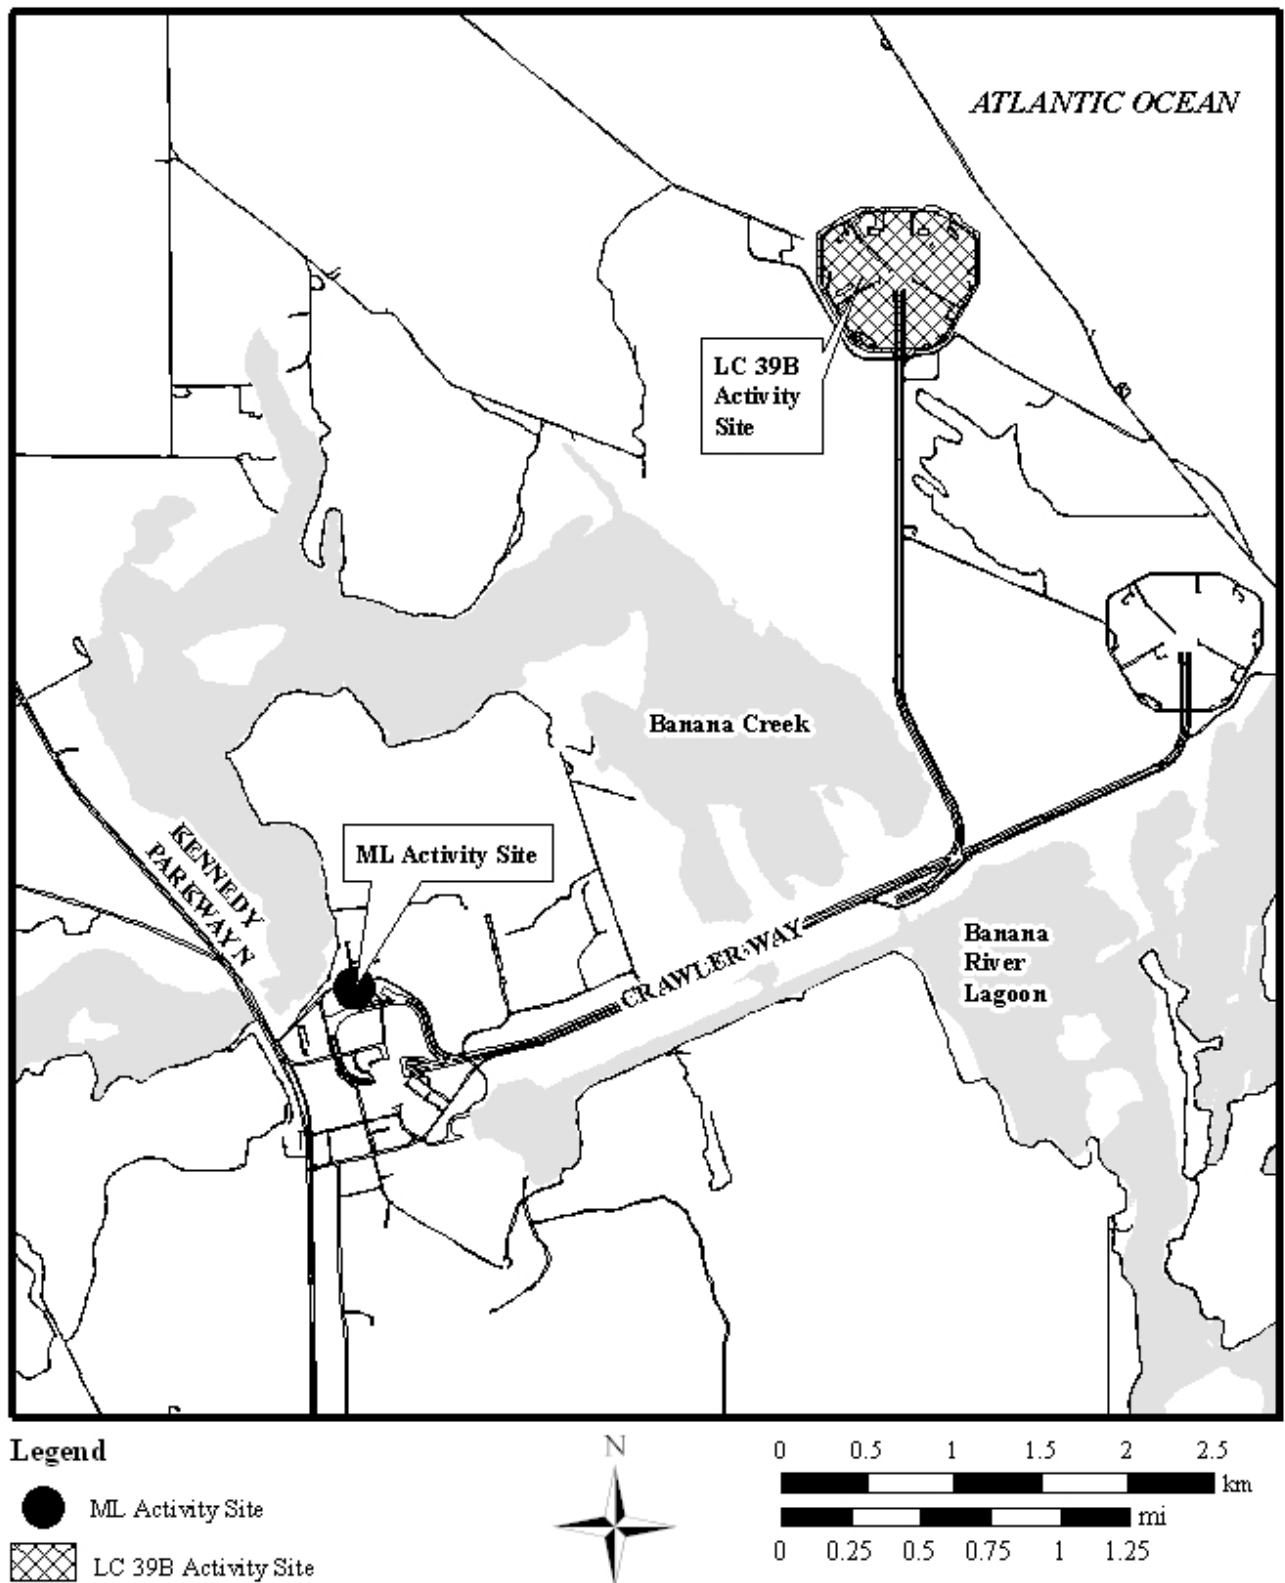 ATLANTIC OCEAN
LC 39B
Activity
Site
Banana Creek
KENNEDY
PARKWAY N
ML Activity Site
CRAWLER WAY
Banana
River
Lagoon
Legend
ML Activity Site
LC 39B Activity Site
N
0 0.5 1 1.5 2 2.5
km
mi
0 0.25 0.5 0.75 1 1.25